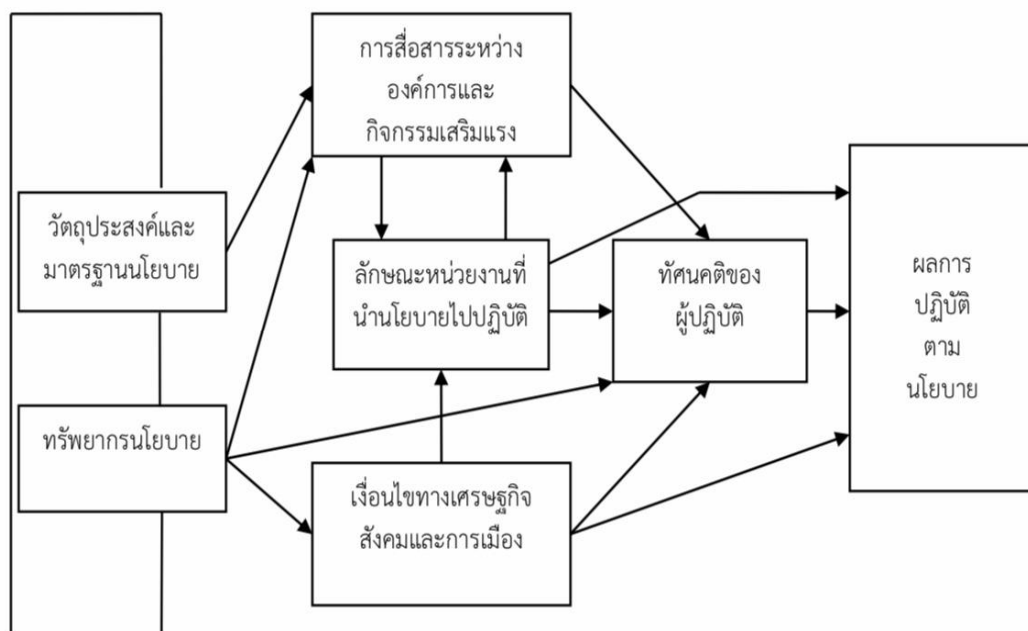 การสื่อสารระหว่าง
องค์การและ
กิจกรรมเสริมแรง
วัตถุประสงค์และ
มาตรฐานนโยบาย
ลักษณะหน่วยงานที่
นำนโยบายไปปฏิบัติ
ทัศนคติของ
ผู้ปฏิบัติ
ผลการ
ปฏิบัติ
ตาม
นโยบาย
ทรัพยากรนโยบาย
เงื่อนไขทางเศรษฐกิจ
สังคมและการเมือง